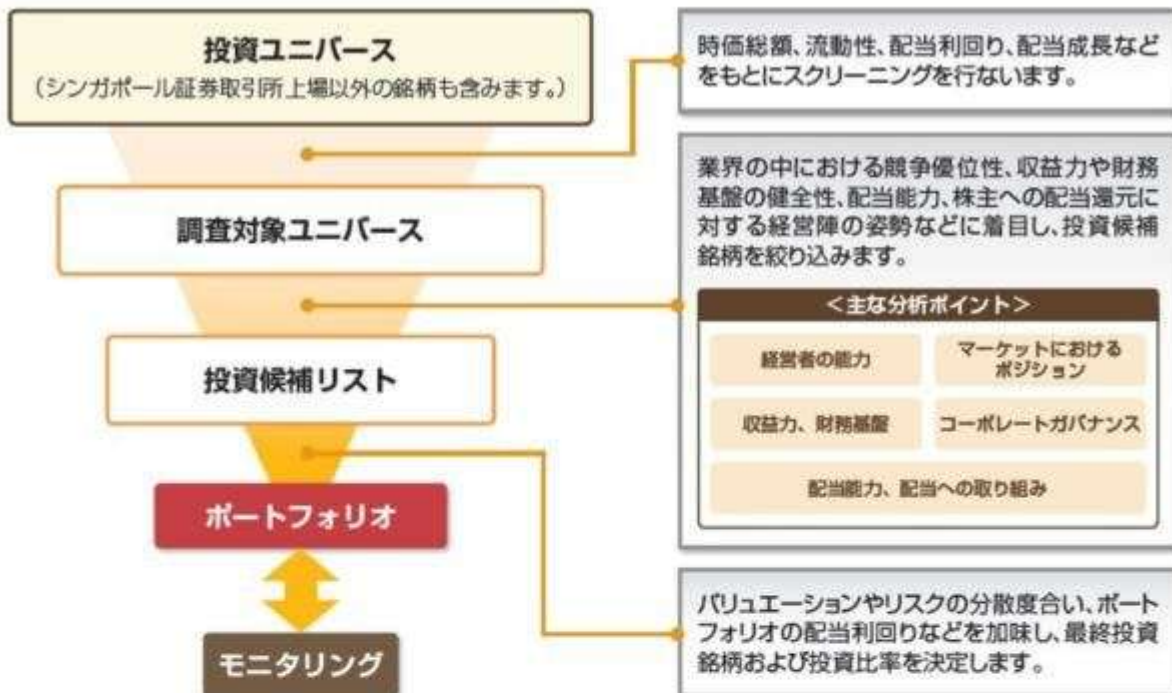 投資ユニバース
(シンガポール証券取引所上場以外の銘柄も含みます。)
時価総額、流動性、配当利回り、配当成長など
をもとにスクリーニングを行ないます。
調査対象ユニバース
業界の中における競争優位性、収益力や財務
基盤の健全性、配当能力、株主への配当還元に
対する経営陣の姿勢などに着目し、投資候補
銘柄を絞り込みます。
<主な分析ポイント>
経営者の能力
マーケットにおける
ポジション
収益力、財務基盤
コーポレートガバナンス
配当能力、配当への取り組み
投資候補リスト
ポートフォリオ
バリュエーションやリスクの分散度合い、ポート
フォリオの配当利回りなどを加味し、最終投資
銘柄および投資比率を決定します。
モニタリング